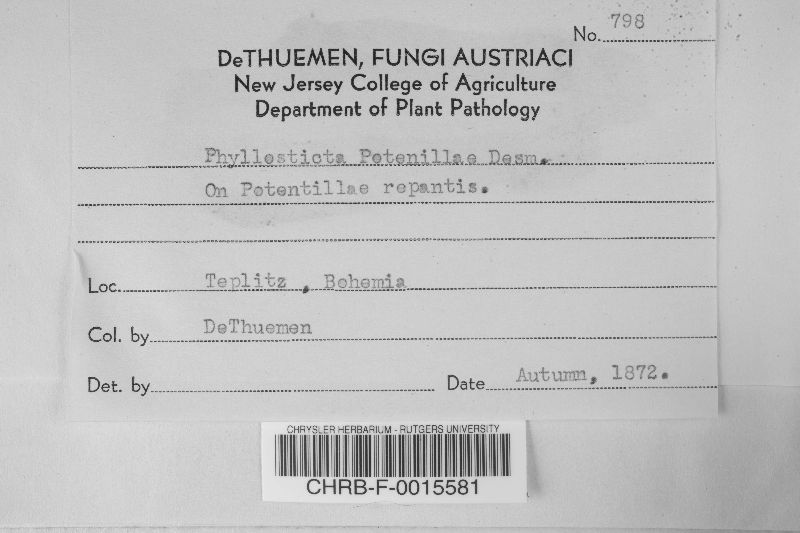 No. 798
DeTHUEMEN, FUNGI AUSTRIACI
New Jersey College of Agriculture
Department of Plant Pathology
Phyllosticta Potenillae Desm.
On Potentillae repantis.
Loc. Teplitz , Bohemia
Col. by DeThuemen
Det. by
Date Autumn, 1872.
CHRYSLER HERBARIUM - RUTGERS UNIVERSITY
CHRB-F-0015581